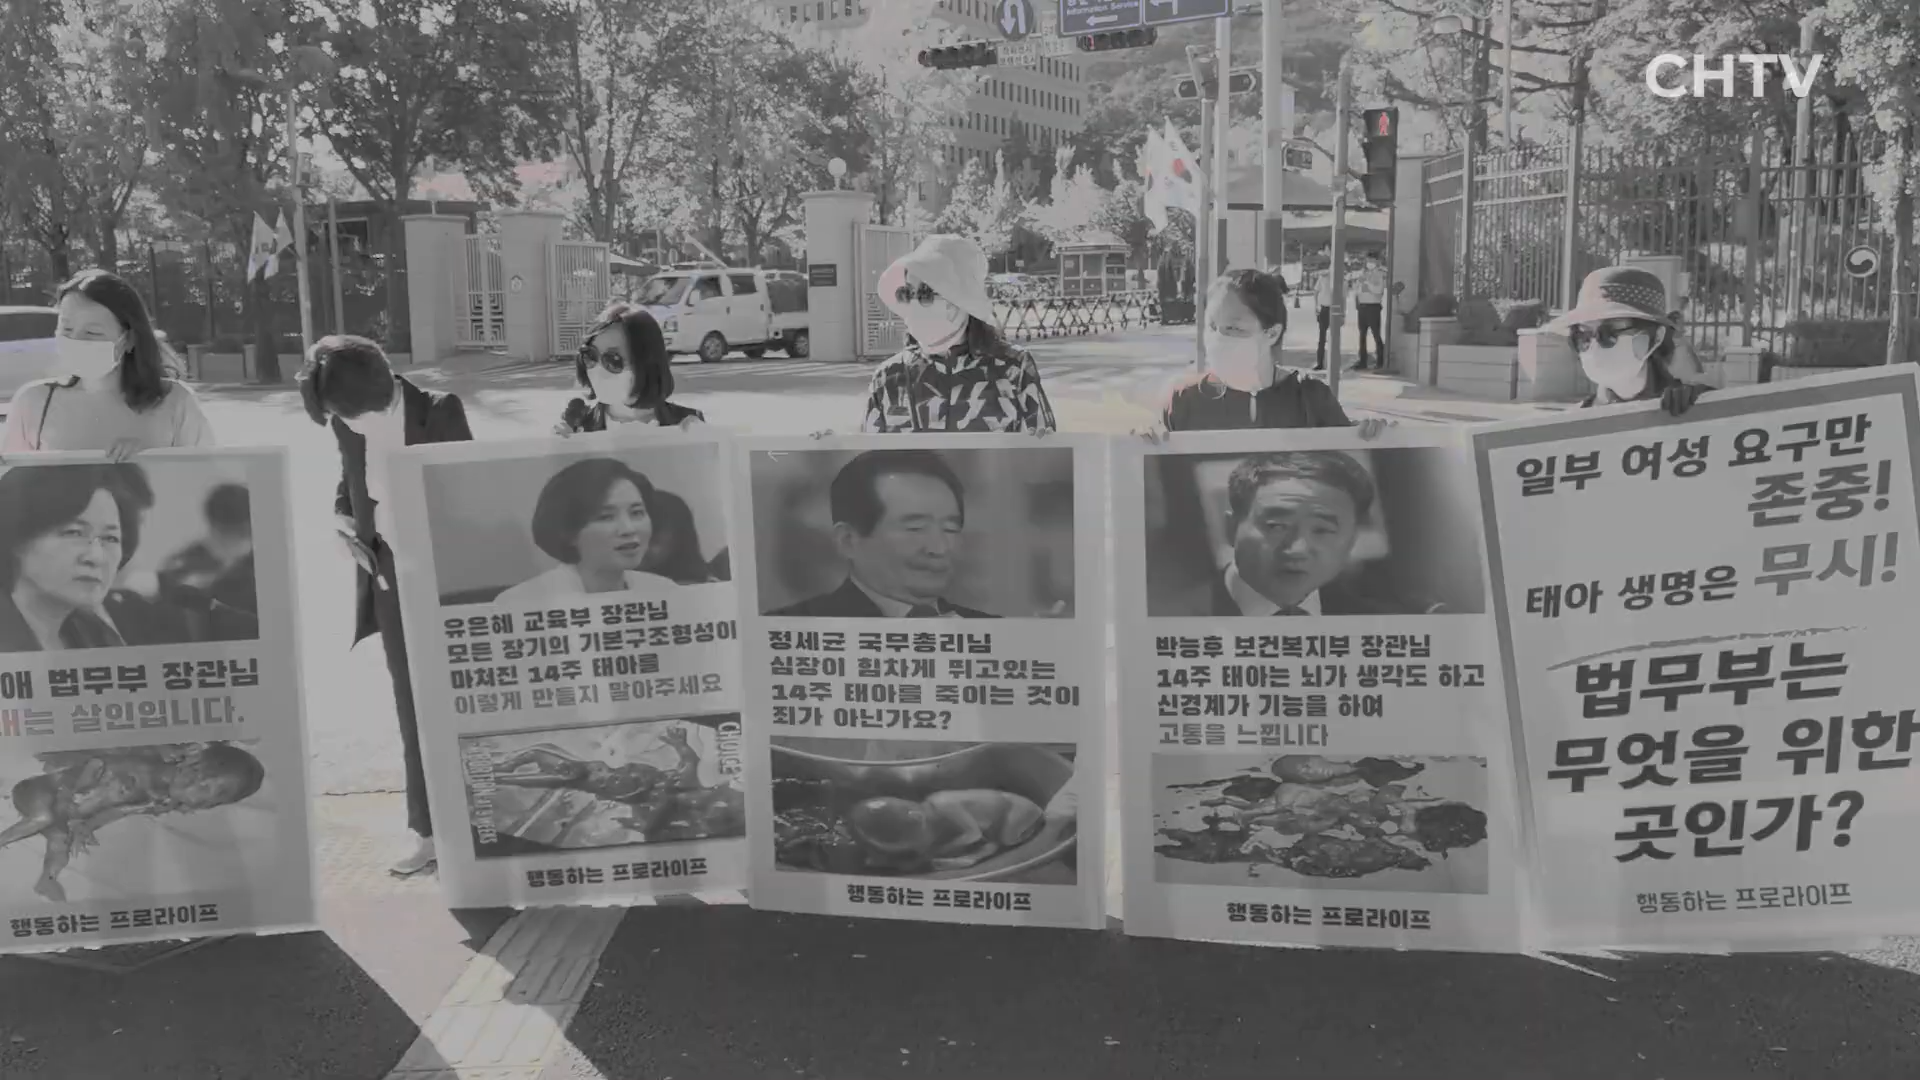 Information Service
CHTV
애 법무부 장관님
는 살인입니다.
행동하는 프로라이프
유은혜 교육부 장관님
모든 장기의 기본구조형성이
마쳐진 14주 태아를
이렇게 만들지 말아주세요
CHOICE
행동하는 프로라이프
정세균 국무총리님
심장이 힘차게 뛰고있는
14주 태아를 죽이는 것이
죄가 아닌가요?
행동하는 프로라이프
박능후 보건복지부 장관님
14주 태아는 뇌가 생각도 하고
신경계가 기능을 하여
고통을 느낍니다
행동하는 프로라이프
일부 여성 요구만
존중!
태아 생명은 무시!
법무부는
무엇을 위한
곳인가?
행동하는 프로라이프